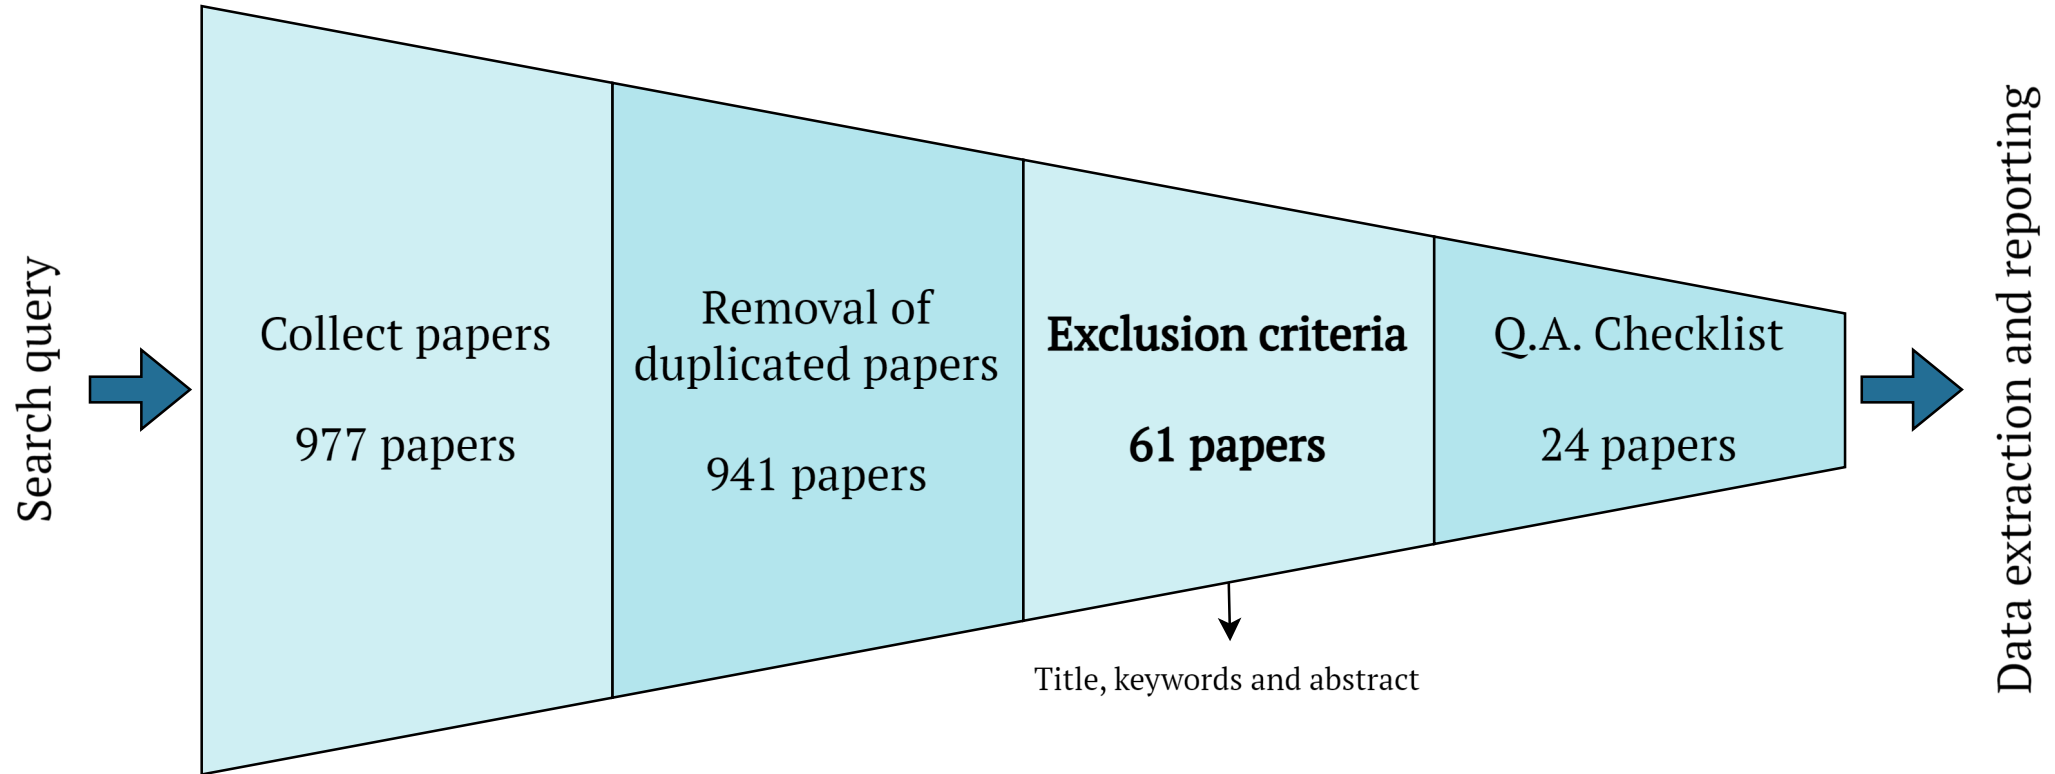 Search query
Collect papers
977 papers
Removal of
duplicated papers
941 papers
Exclusion criteria
61 papers
Title, keywords and abstract
Q.A. Checklist
24 papers
Data extraction and reporting